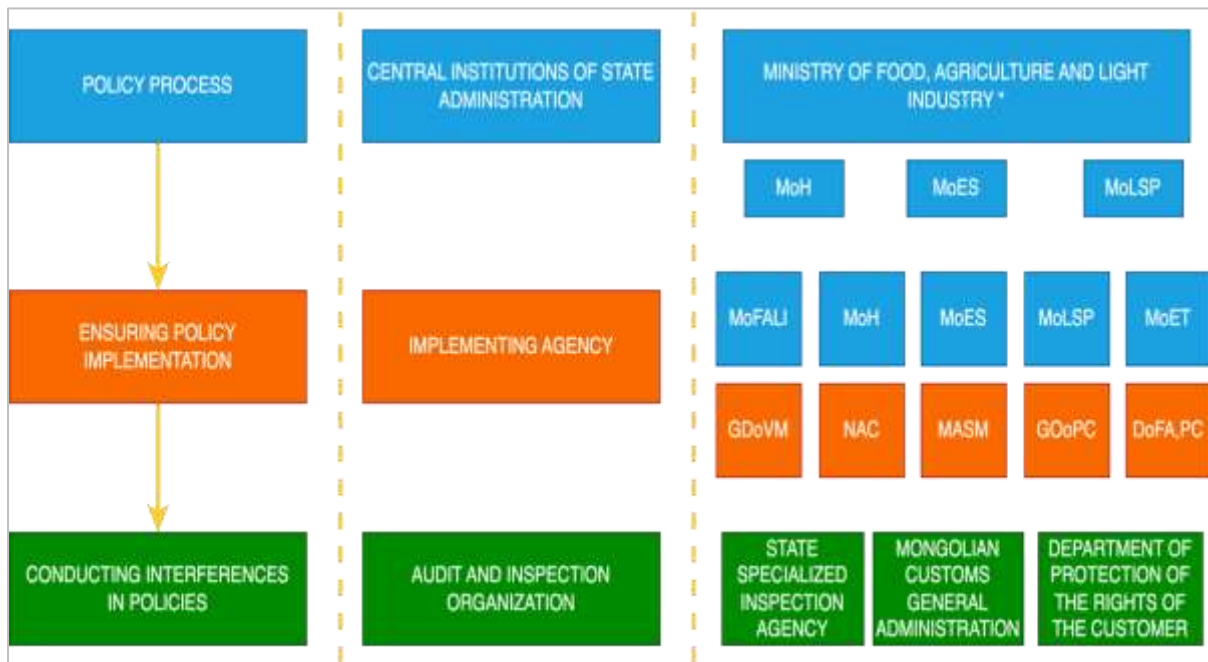 POLICY PROCESS
CENTRAL INSTITUTIONS OF STATE
ADMINISTRATION
MINISTRY OF FOOD, AGRICULTURE AND LIGHT
INDUSTRY *
MoH
MoES
MoLSP
ENSURING POLICY
IMPLEMENTATION
IMPLEMENTING AGENCY
MoFALI
MoH
MoES
MoLSP
MoET
GDoVM
NAC
MASM
GOoPC
DoFA,PC
CONDUCTING INTERFERENCES
IN POLICIES
AUDIT AND INSPECTION
ORGANIZATION
STATE
SPECIALIZED
INSPECTION
AGENCY
MONGOLIAN
CUSTOMS
GENERAL
ADMINISTRATION
DEPARTMENT OF
PROTECTION OF
THE RIGHTS OF
THE CUSTOMER